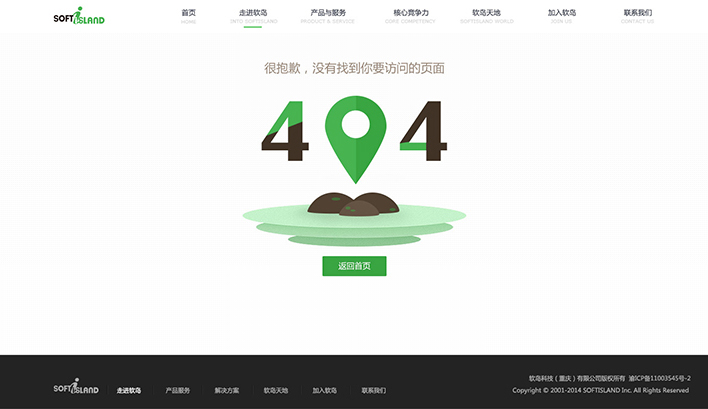 SOFTISLAND
首页
HOME
走进软岛
INTO SOFTISLAND
产品与服务
PRODUCT & SERVICE
核心竞争力
CORE COMPETENCY
软岛天地
SOFTISLAND WORLD
加入软岛
JOIN US
联系我们
CONTACT US
很抱歉，没有找到你要访问的页面
4 4
返回首页
SOFTISLAND
走进软岛
产品服务
解决方案
软岛天地
加入软岛
联系我们
软岛科技（重庆）有限公司版权所有 渝ICP备11003545号-2
Copyright © 2001-2014 SOFTISLAND Inc. All Rights Reserved